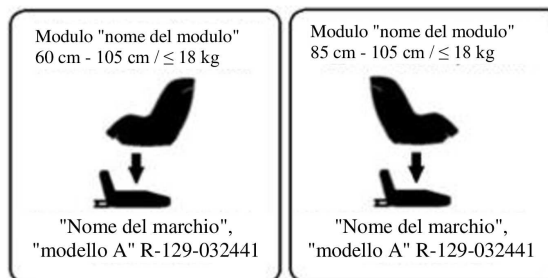 Modulo "nome del modulo"
60 cm - 105 cm / ≤ 18 kg
"Nome del marchio",
"modello A" R-129-032441
Modulo "nome del modulo"
85 cm - 105 cm / ≤ 18 kg
"Nome del marchio",
"modello A" R-129-032441